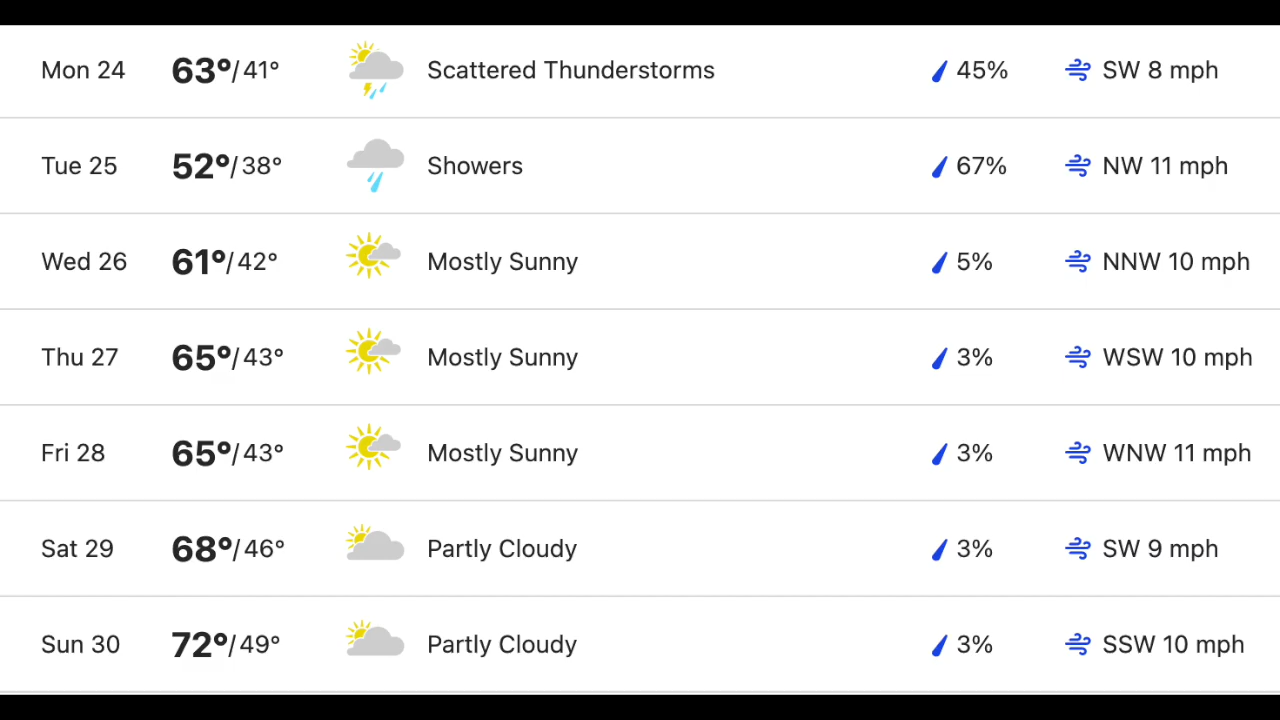 Mon 24 63°/41° Scattered Thunderstorms 45% SW 8 mph
Tue 25 52°/38° Showers 67% NW 11 mph
Wed 26 61°/42° Mostly Sunny 5% NNW 10 mph
Thu 27 65°/43° Mostly Sunny 3% WSW 10 mph
Fri 28 65°/43° Mostly Sunny 3% WNW 11 mph
Sat 29 68°/46° Partly Cloudy 3% SW 9 mph
Sun 30 72°/49° Partly Cloudy 3% SSW 10 mph